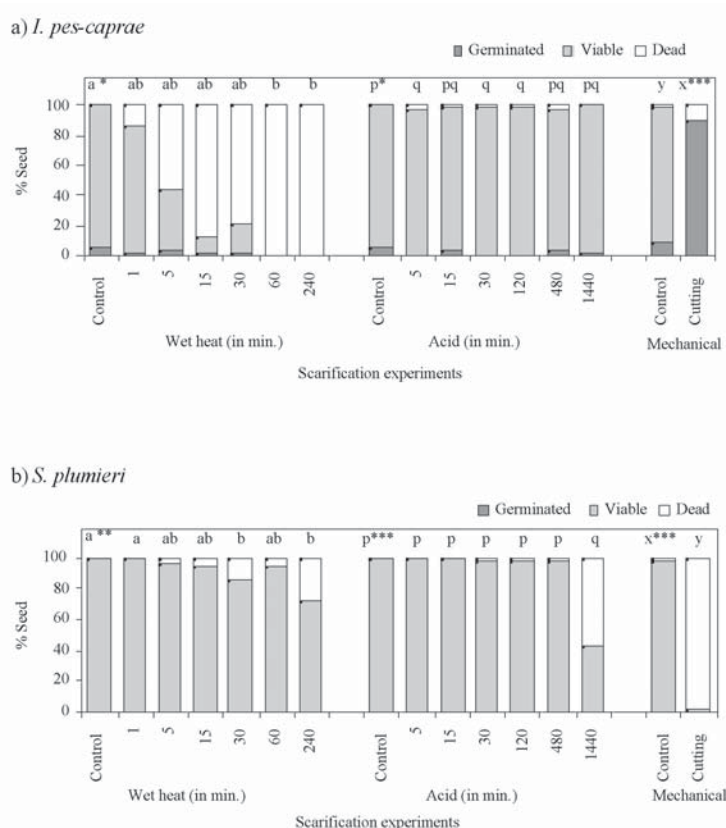 a) I. pes-caprae
Germinated Viable Dead
a * ab ab ab ab b b p* q pq q q pq pq y x***
100
80
60
40
20
0
% Seed
Control 1 5 15 30 60 240 Control 5 15 30 120 480 1440 Control Cutting
Wet heat (in min.) Acid (in min.) Mechanical
Scarification experiments
b) S. plumieri
Germinated Viable Dead
a ** a ab ab b ab b p*** p p p p p q x*** y
100
80
60
40
20
0
% Seed
Control 1 5 15 30 60 240 Control 5 15 30 120 480 1440 Control Cutting
Wet heat (in min.) Acid (in min.) Mechanical
Scarification experiments